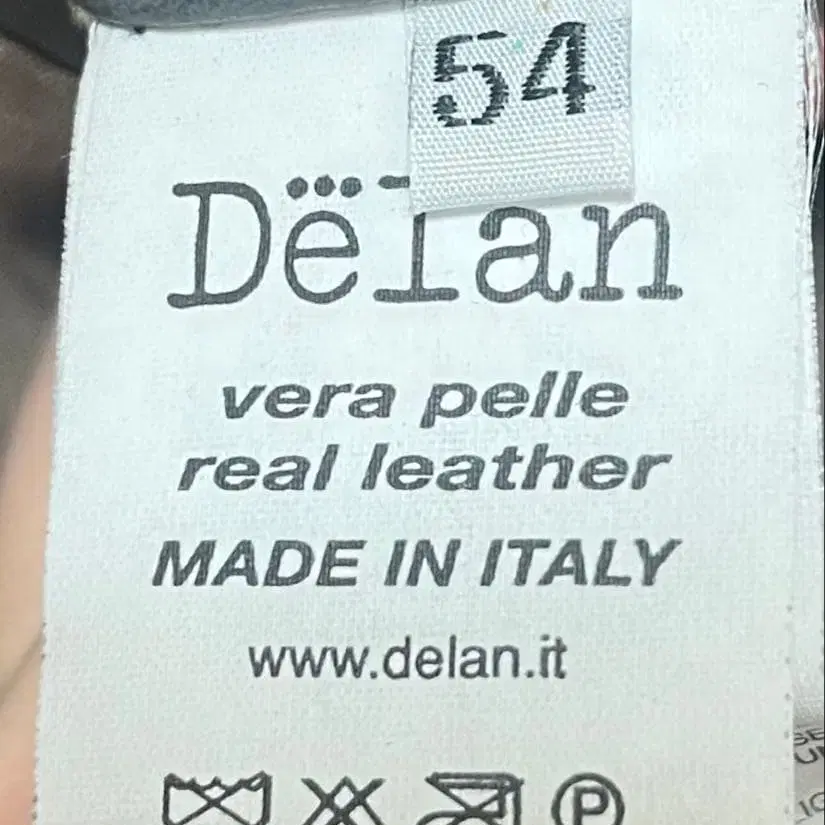 54
Dëlan
vera pelle
real leather
MADE IN ITALY
www.delan.it
P